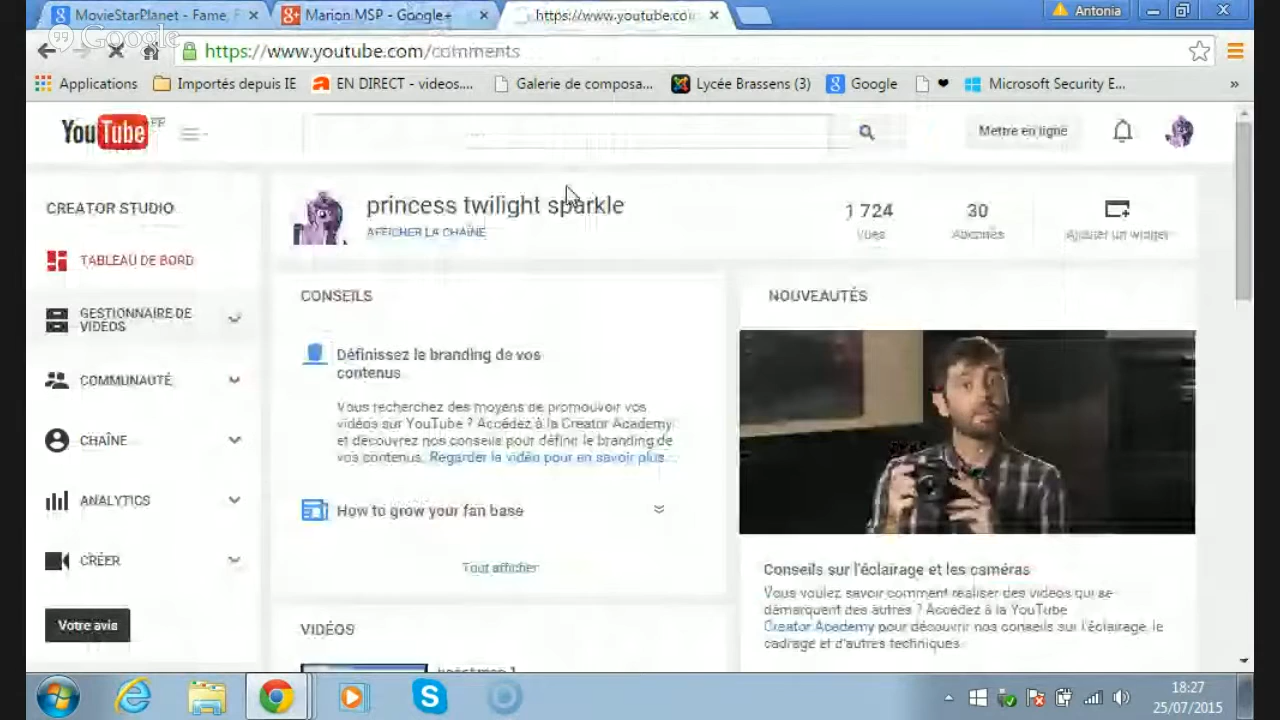 MovieStarPlanet - Fame, F
Marion MSP - Google+
https://www.youtube.co
Antonia
Google
https://www.youtube.com/comments
Applications
Importés depuis IE
EN DIRECT - videos....
Galerie de composa...
Lycée Brassens (3)
Google
Microsoft Security E...
»
YouTube FR
Mettre en ligne
CREATOR STUDIO
princess twilight sparkle
AFFICHER LA CHAÎNE
1 724
Vues
30
Abonnés
Ajouter un widget
TABLEAU DE BORD
GESTIONNAIRE DE
VIDÉOS
COMMUNAUTÉ
CHAÎNE
ANALYTICS
CRÉER
Votre avis
CONSEILS
Définissez le branding de vos
contenus
Vous recherchez des moyens de promouvoir vos
vidéos sur YouTube ? Accédez à la Creator Academy
et découvrez nos conseils pour définir le branding de
vos contenus. Regarder la vidéo pour en savoir plus...
How to grow your fan base
Tout afficher
VIDÉOS
NOUVEAUTÉS
Conseils sur l'éclairage et les caméras
Vous voulez savoir comment réaliser des vidéos qui se
démarquent des autres ? Accédez à la YouTube
Creator Academy pour découvrir nos conseils sur l'éclairage, le
cadrage et d'autres techniques.
18:27
25/07/2015